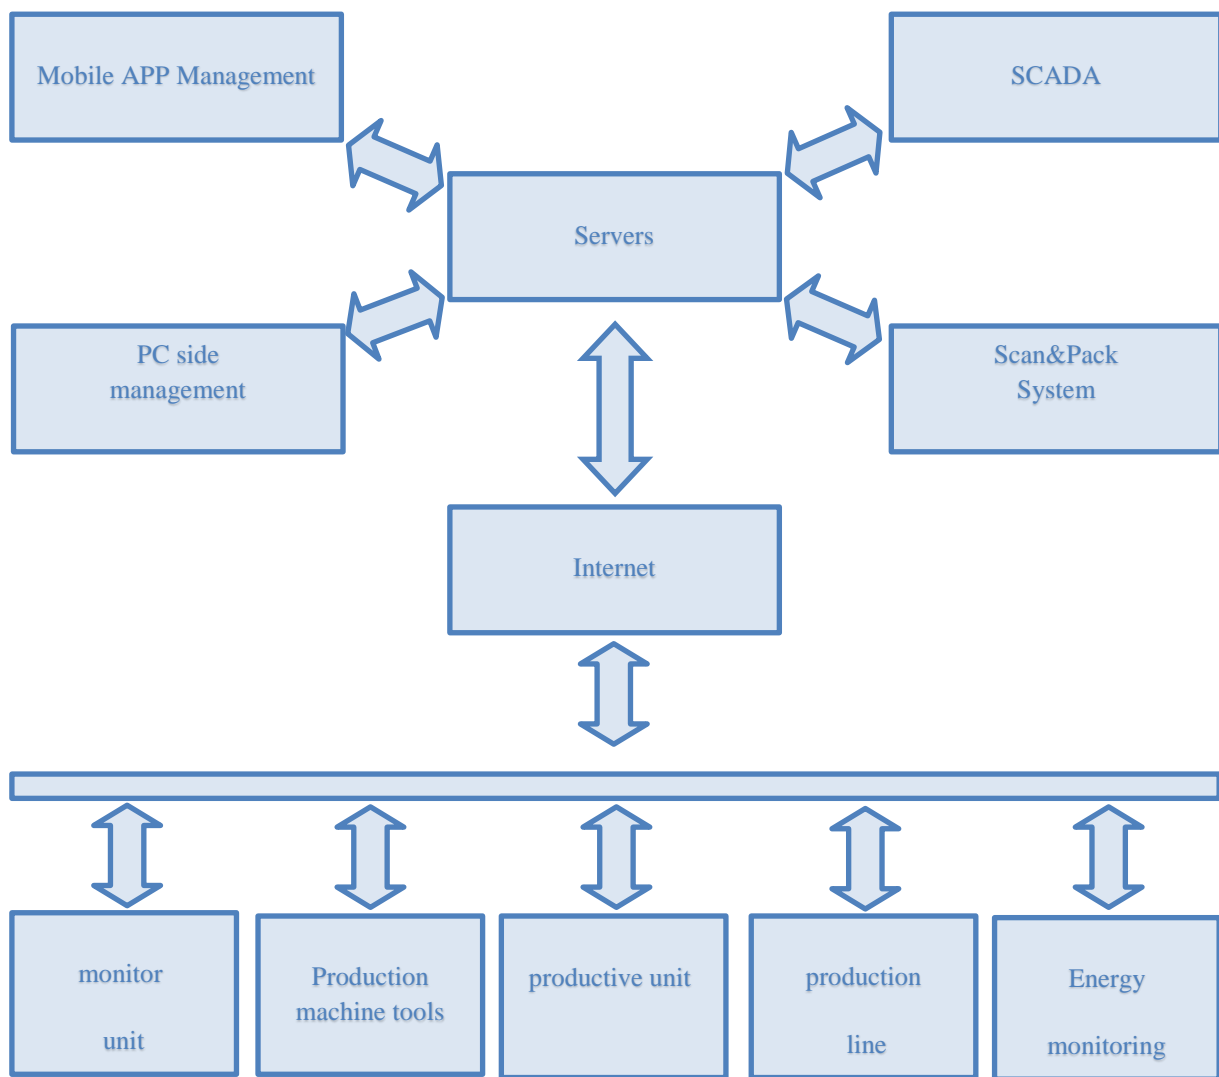 Mobile APP Management
SCADA
Servers
PC side
management
Scan&Pack
System
Internet
monitor
unit
Production
machine tools
productive unit
production
line
Energy
monitoring